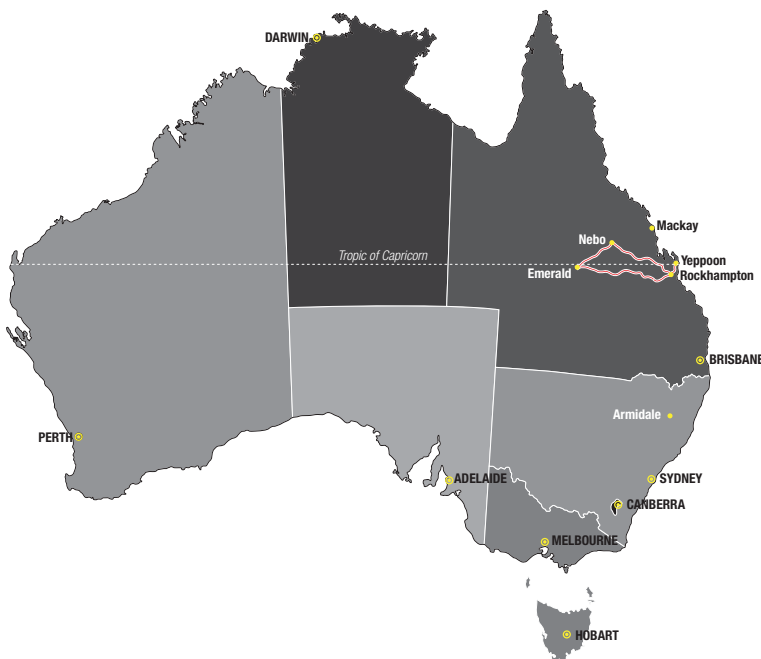 DARWIN
Mackay
Nebo
Tropic of Capricorn
Yeppoon
Emerald
Rockhampton
BRISBANE
Armidale
PERTH
ADELAIDE
SYDNEY
CANBERRA
MELBOURNE
HOBART